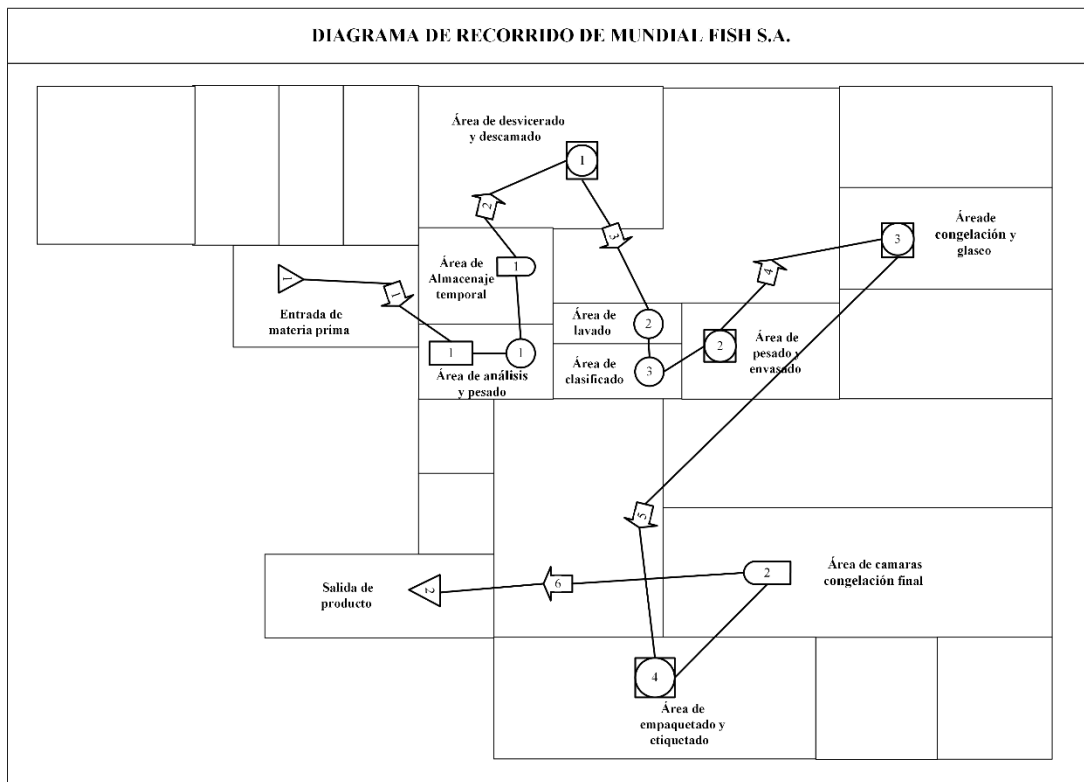 DIAGRAMA DE RECORRIDO DE MUNDIAL FISH S.A.
Área de desvicerado
y descamado
1
2
3
Área de
Almacenaje
temporal
1
1
1
Entrada de
materia prima
1
1
Área de análisis
y pesado
Área de
lavado
2
Área de
clasificado
3
2
Área de
pesado y
envasado
4
3
Áreade
congelación y
glasco
5
Salida de
producto
2
6
2
Área de camaras
congelación final
4
Área de
empaquetado y
etiquetado